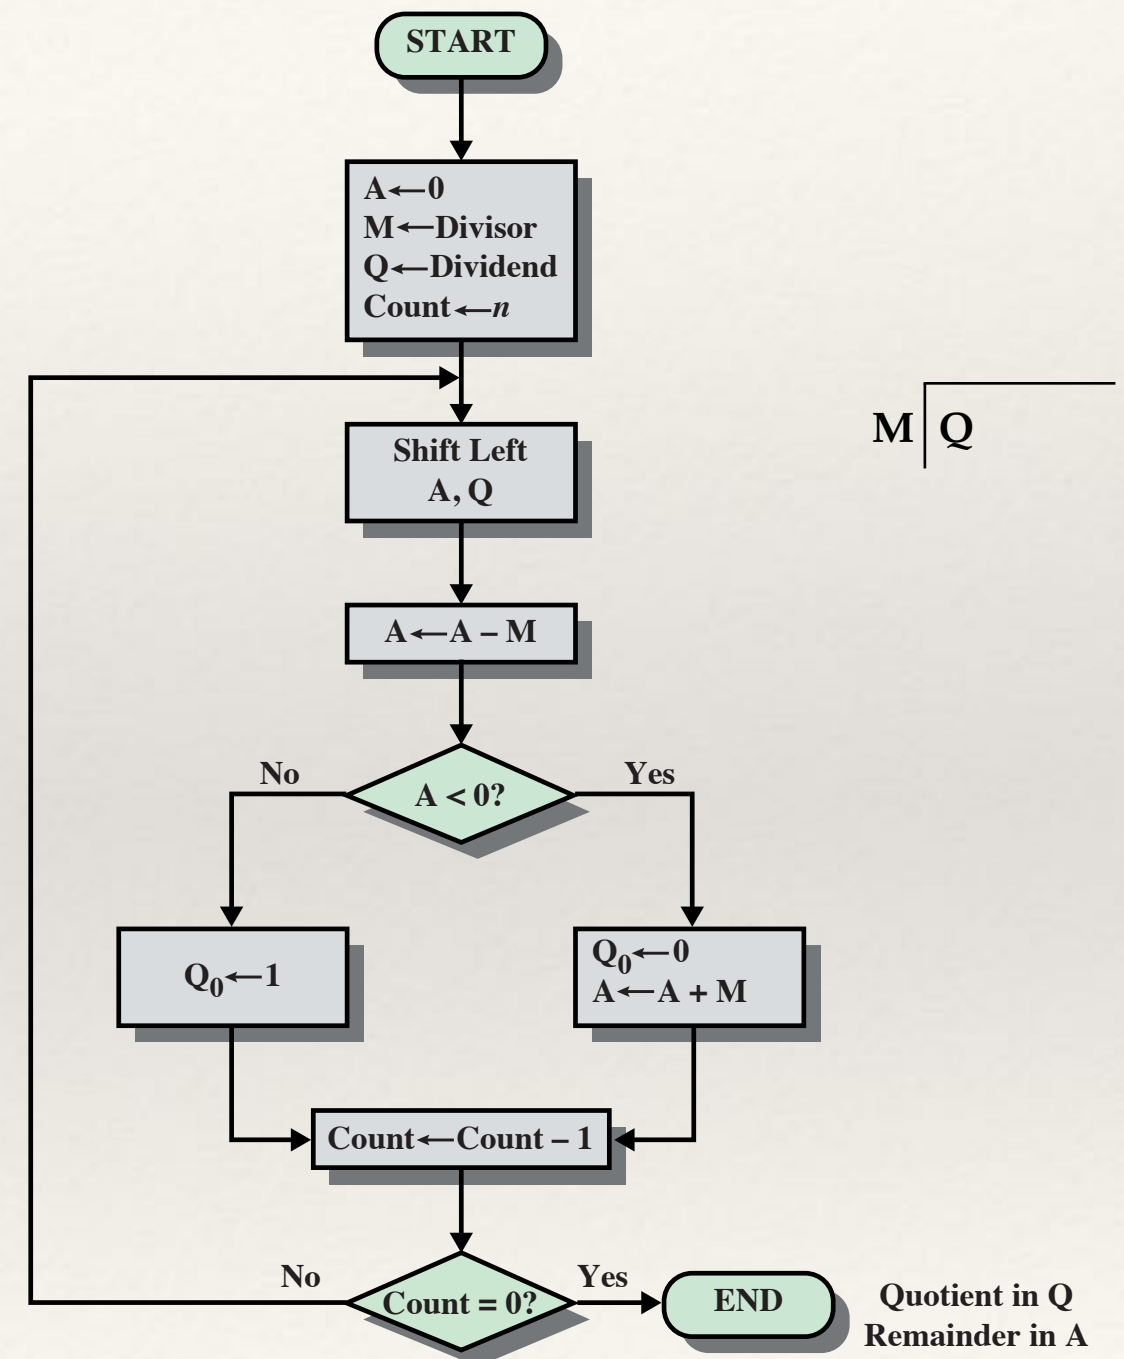 START
A←0
M←Divisor
Q←Dividend
Count←n
M Q
Shift Left
A, Q
A←A – M
No
Yes
A < 0?
Q0←1
Q0←0
A←A + M
Count←Count – 1
No
Yes
Count = 0?
END
Quotient in Q
Remainder in A